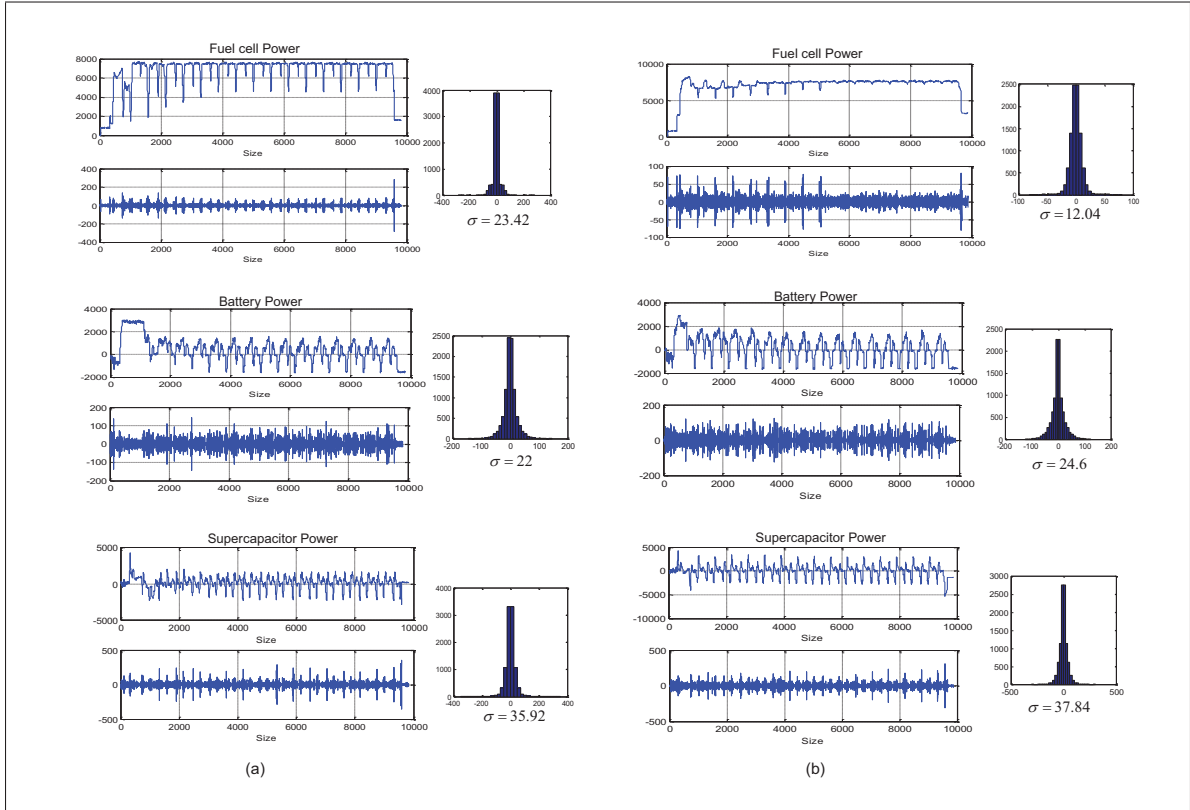 Fuel cell Power
8000
6000
4000
2000
0
0 2000 4000 6000 8000 10000
Size
400
200
0
-200
-400
0 2000 4000 6000 8000 10000
Size
4000
3000
2000
1000
0
-400 -200 0 200 400
σ = 23.42
Battery Power
4000
2000
0
-2000
0 2000 4000 6000 8000 10000
Size
200
100
0
-100
-200
0 2000 4000 6000 8000 10000
Size
2500
2000
1500
1000
500
0
-200 -100 0 100 200
σ = 22
Supercapacitor Power
5000
0
-5000
0 2000 4000 6000 8000 10000
Size
500
0
-500
0 2000 4000 6000 8000 10000
Size
4000
3000
2000
1000
0
-400 -200 0 200 400
σ = 35.92
(a)
Fuel cell Power
10000
5000
0
0 2000 4000 6000 8000 10000
Size
100
50
0
-50
-100
0 2000 4000 6000 8000 10000
Size
2500
2000
1500
1000
500
0
-100 -50 0 50 100
σ = 12.04
Battery Power
4000
2000
0
-2000
0 2000 4000 6000 8000 10000
Size
200
0
-200
0 2000 4000 6000 8000 10000
Size
2500
2000
1500
1000
500
0
-200 -100 0 100 200
σ = 24.6
Supercapacitor Power
5000
0
-5000
-10000
0 2000 4000 6000 8000 10000
Size
500
0
-500
0 2000 4000 6000 8000 10000
Size
3000
2500
2000
1500
1000
500
0
-500 0 500
σ = 37.84
(b)